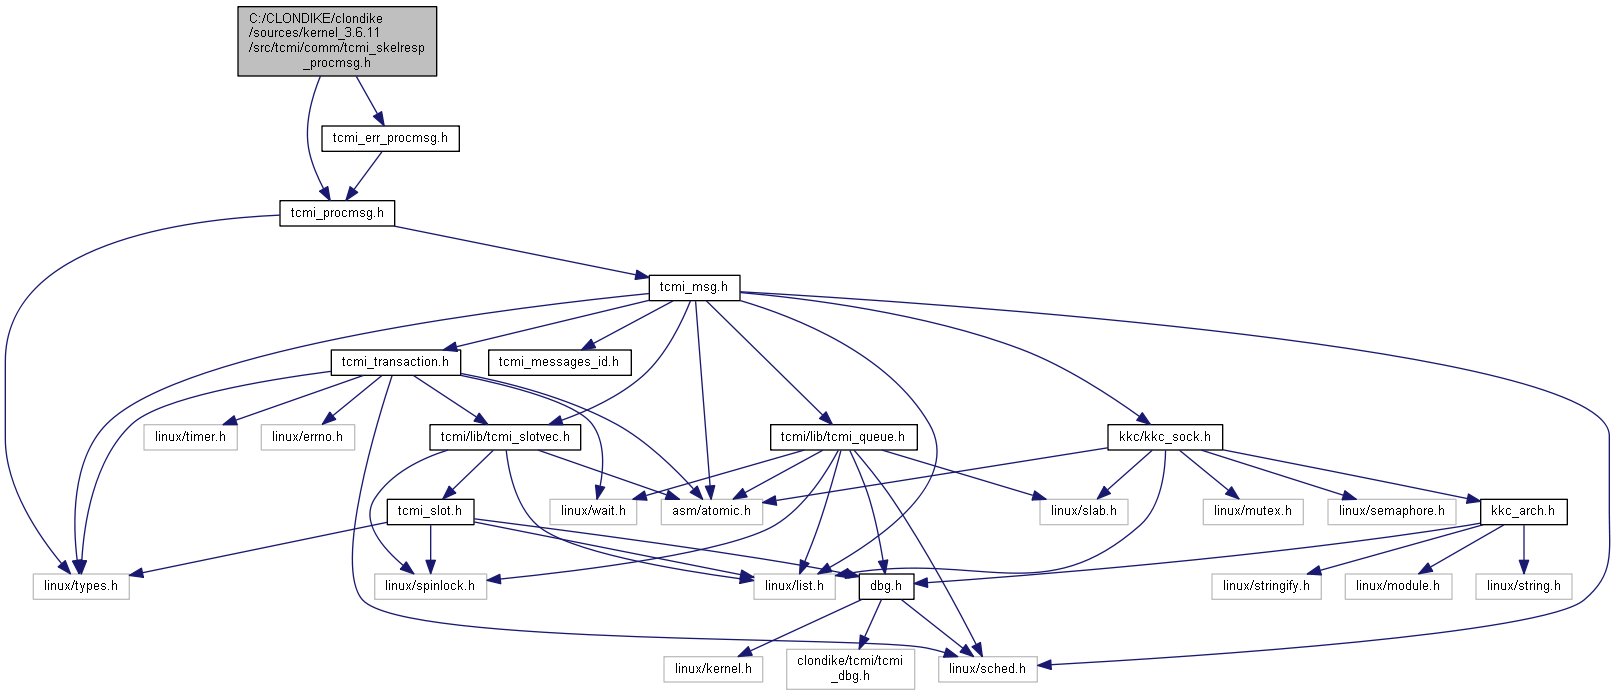 C:/CLONDIKE/clondike
/sources/kernel_3.6.11
/src/tcmi/comm/tcmi_skelresp
_procmsg.h
tcmi_err_procmsg.h
tcmi_procmsg.h
tcmi_msg.h
tcmi_transaction.h
tcmi_messages_id.h
linux/timer.h
linux/errno.h
tcmi/lib/tcmi_slotvec.h
tcmi/lib/tcmi_queue.h
kkc/kkc_sock.h
tcmi_slot.h
linux/wait.h
asm/atomic.h
linux/slab.h
linux/mutex.h
linux/semaphore.h
kkc_arch.h
linux/types.h
linux/spinlock.h
linux/list.h
dbg.h
linux/stringify.h
linux/module.h
linux/string.h
linux/kernel.h
clondike/tcmi/tcmi
_dbg.h
linux/sched.h